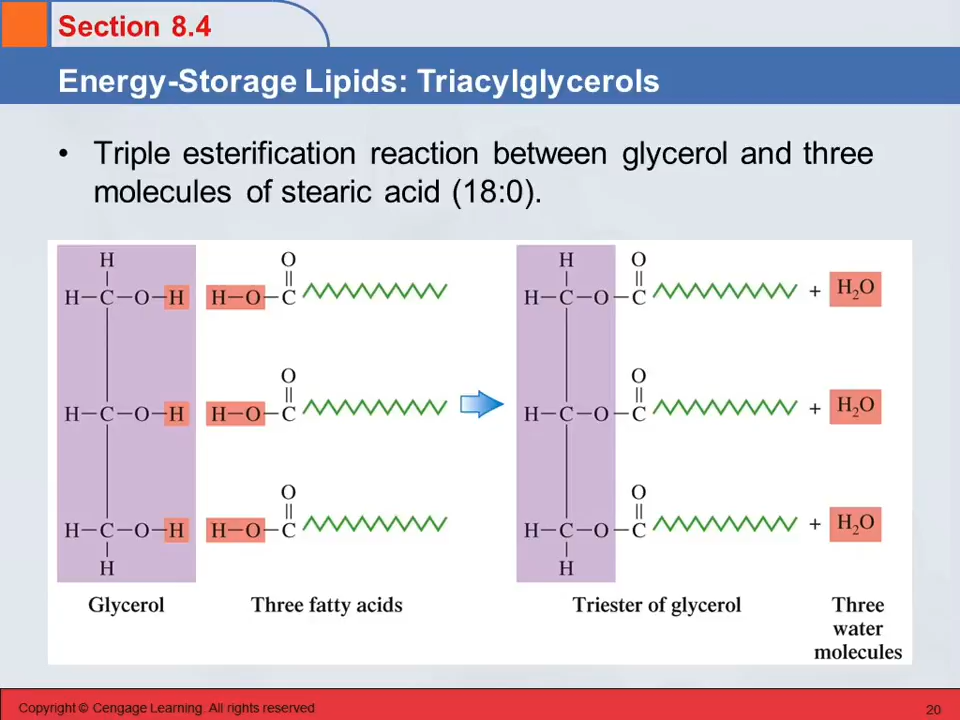 Section 8.4
Energy-Storage Lipids: Triacylglycerols
• Triple esterification reaction between glycerol and three
molecules of stearic acid (18:0).
H O H O
H–C–O–H H–O–C H–C–O–C + H₂O
O O
H–C–O–H H–O–C H–C–O–C + H₂O
O O
H–C–O–H H–O–C H–C–O–C + H₂O
H H
Glycerol Three fatty acids Triester of glycerol Three
water
molecules
Copyright © Cengage Learning. All rights reserved 20